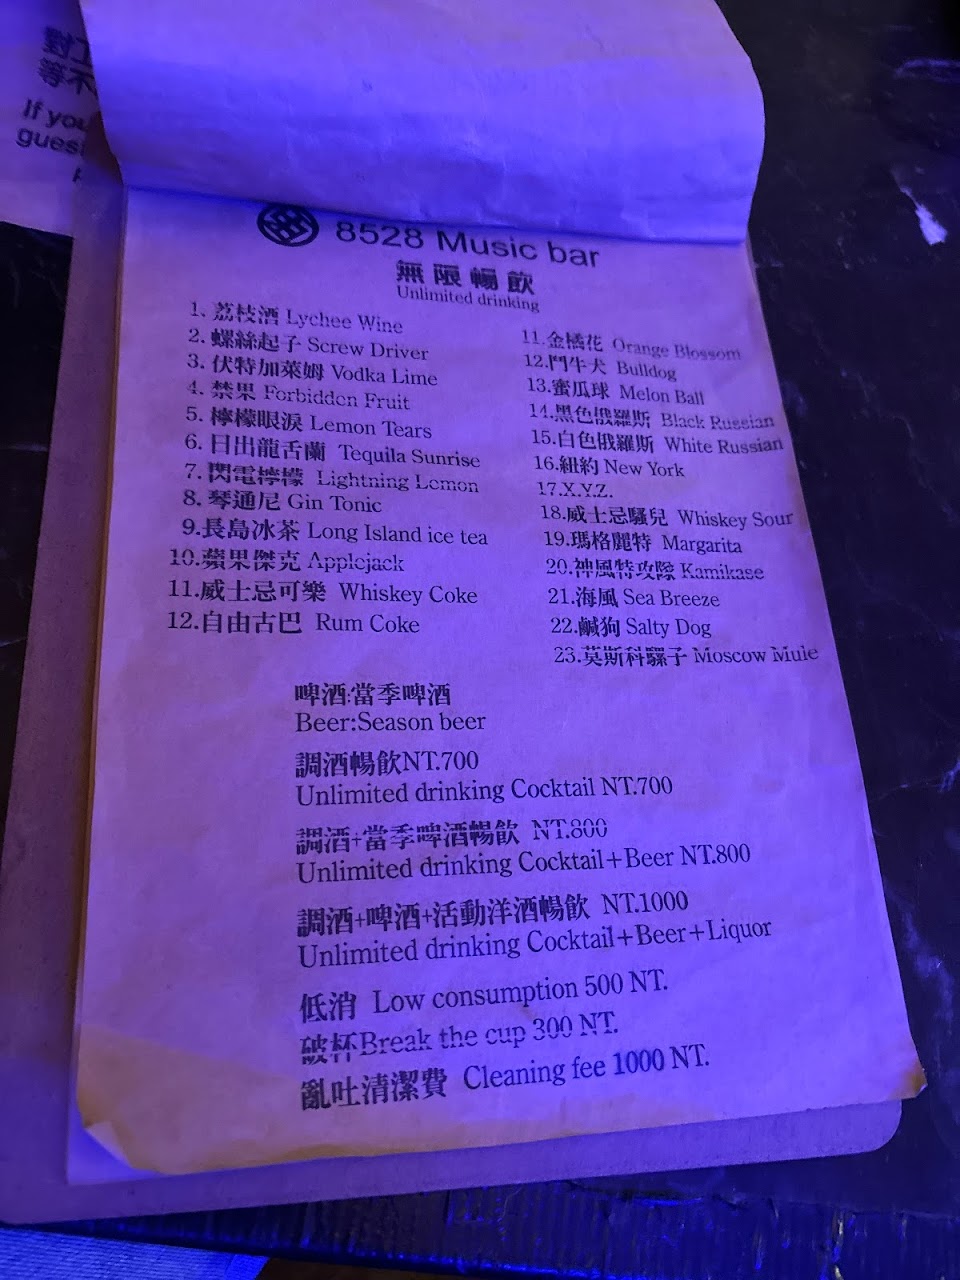 對
等不
If you
guest
8528 Music bar
無限暢飲
Unlimited drinking
1. 荔枝酒 Lychee Wine
2. 螺絲起子 Screw Driver
3. 伏特加萊姆 Vodka Lime
4. 禁果 Forbidden Fruit
5. 檸檬眼淚 Lemon Tears
6. 日出龍舌蘭 Tequila Sunrise
7. 閃電檸檬 Lightning Lemon
8. 琴通尼 Gin Tonic
9.長島冰茶 Long Island ice tea
10.蘋果傑克 Applejack
11.威士忌可樂 Whiskey Coke
12.自由古巴 Rum Coke
11.金橘花 Orange Blossom
12.鬥牛犬 Bulldog
13.蜜瓜球 Melon Ball
14.黑色俄羅斯 Black Russian
15.白色俄羅斯 White Russian
16.紐約 New York
17.X.Y.Z.
18.威士忌騷兒 Whiskey Sour
19.瑪格麗特 Margarita
20.神風特攻隊 Kamikase
21.海風 Sea Breeze
22.鹹狗 Salty Dog
23.莫斯科騾子 Moscow Mule
啤酒:當季啤酒
Beer:Season beer
調酒暢飲NT.700
Unlimited drinking Cocktail NT.700
調酒+當季啤酒暢飲 NT.800
Unlimited drinking Cocktail+Beer NT.800
調酒+啤酒+活動洋酒暢飲 NT.1000
Unlimited drinking Cocktail+Beer+Liquor
低消 Low consumption 500 NT.
破杯Break the cup 300 NT.
亂吐清潔費 Cleaning fee 1000 NT.